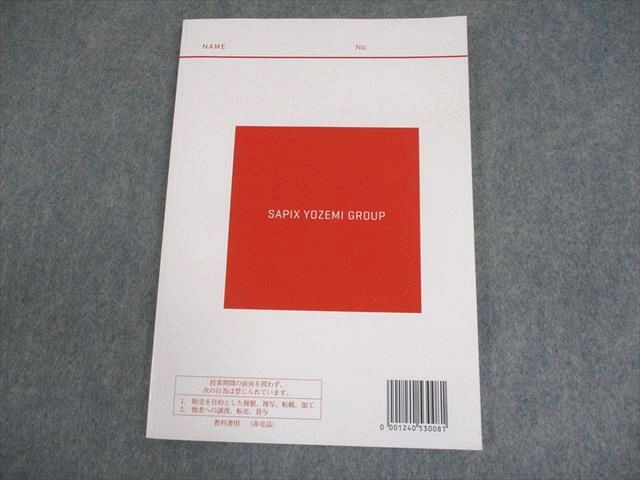 NAME No.
SAPIX YOZEMI GROUP
授業期間の前後を問わず、
次の行為は禁じられています。
1. 販売を目的とした複製、複写、転載、加工
2. 他者への譲渡、転売、貸与
教科書用 (非売品)
0 001240 530081